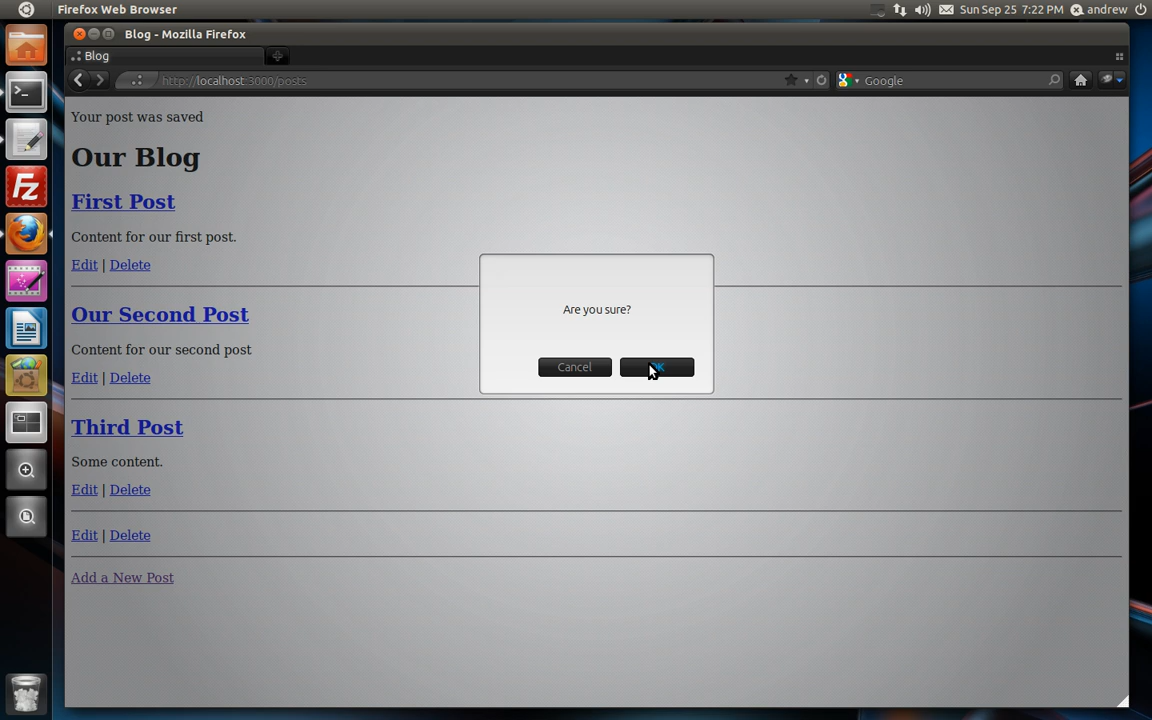 Firefox Web Browser
Sun Sep 25 7:22 PM andrew
Blog - Mozilla Firefox
Blog
http://localhost:3000/posts
Google
Your post was saved
Our Blog
First Post
Content for our first post.
Edit | Delete
Are you sure?
Our Second Post
Content for our second post
Cancel OK
Edit | Delete
Third Post
Some content.
Edit | Delete
Edit | Delete
Add a New Post